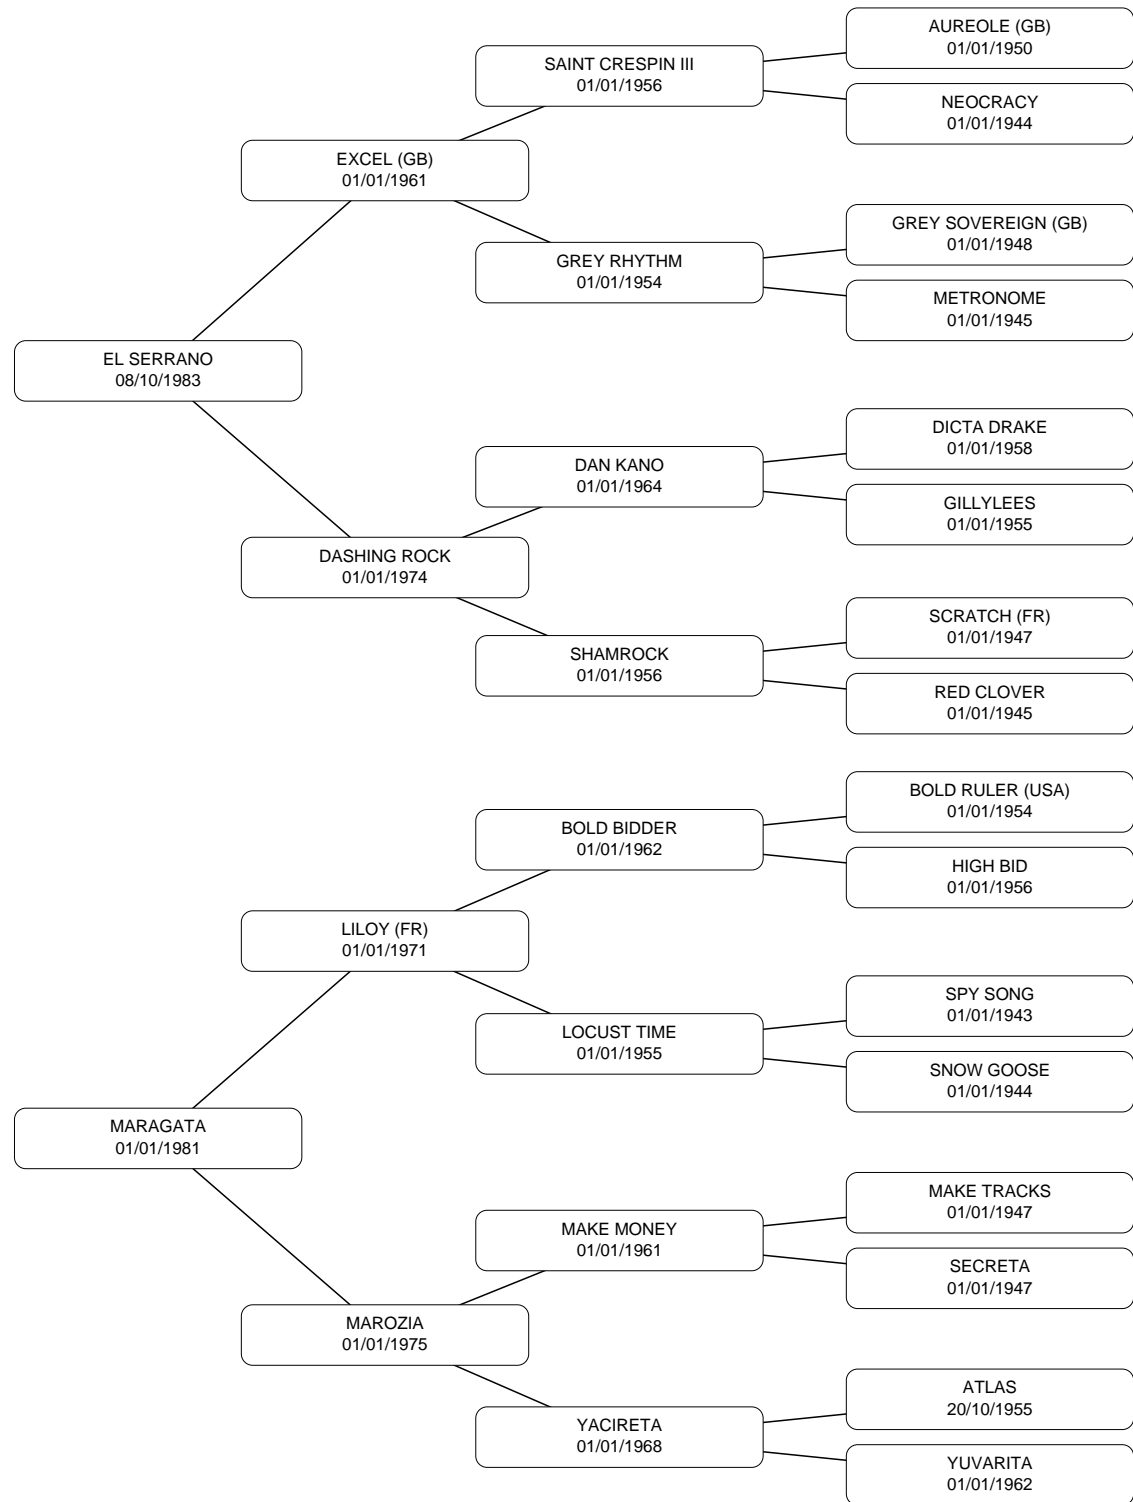 AUREOLE (GB)
01/01/1950
SAINT CRESPIN III
01/01/1956
NEOCRACY
01/01/1944
EXCEL (GB)
01/01/1961
GREY SOVEREIGN (GB)
01/01/1948
GREY RHYTHM
01/01/1954
METRONOME
01/01/1945
EL SERRANO
08/10/1983
DICTA DRAKE
01/01/1958
DAN KANO
01/01/1964
GILLYLEES
01/01/1955
DASHING ROCK
01/01/1974
SCRATCH (FR)
01/01/1947
SHAMROCK
01/01/1956
RED CLOVER
01/01/1945
BOLD RULER (USA)
01/01/1954
BOLD BIDDER
01/01/1962
HIGH BID
01/01/1956
LILOY (FR)
01/01/1971
SPY SONG
01/01/1943
LOCUST TIME
01/01/1955
SNOW GOOSE
01/01/1944
MARAGATA
01/01/1981
MAKE TRACKS
01/01/1947
MAKE MONEY
01/01/1961
SECRETA
01/01/1947
MAROZIA
01/01/1975
ATLAS
20/10/1955
YACIRETA
01/01/1968
YUVARITA
01/01/1962